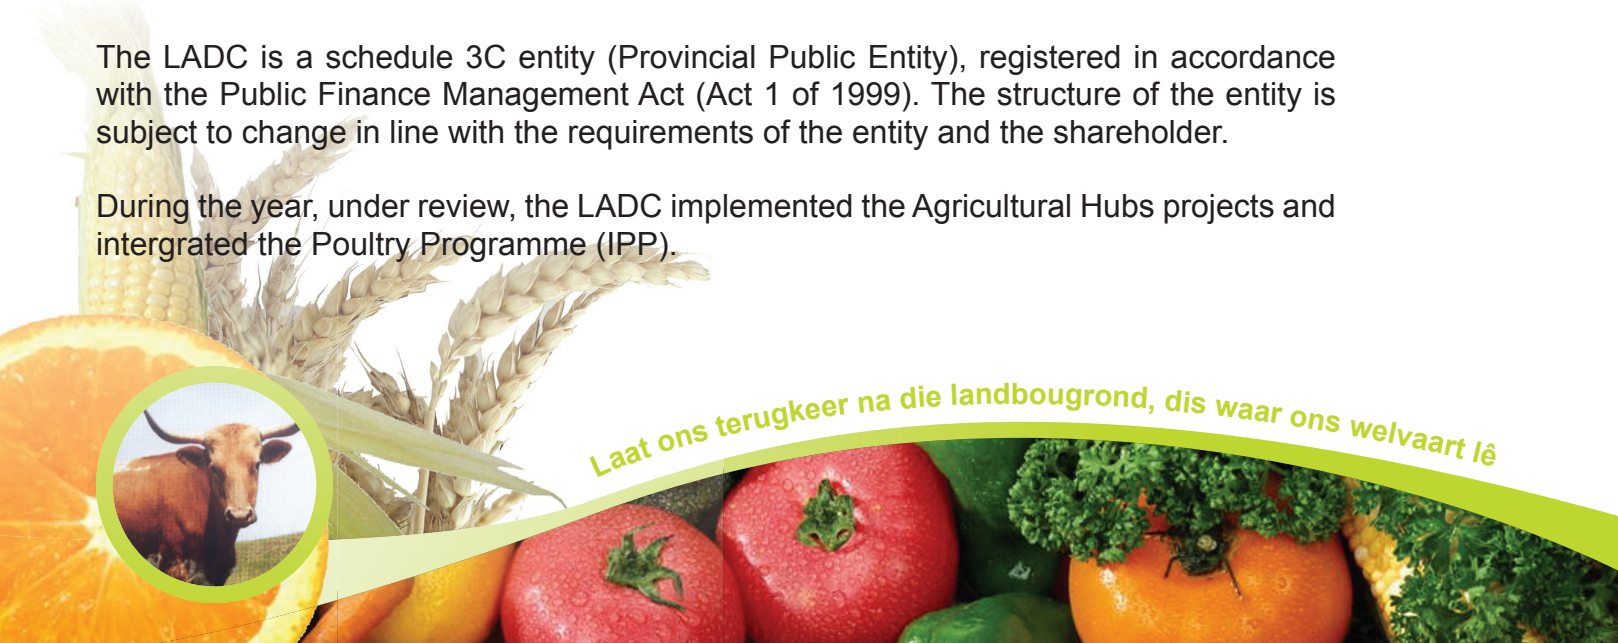 The LADC is a schedule 3C entity (Provincial Public Entity), registered in accordance
with the Public Finance Management Act (Act 1 of 1999). The structure of the entity is
subject to change in line with the requirements of the entity and the shareholder.
During the year, under review, the LADC implemented the Agricultural Hubs projects and
intergrated the Poultry Programme (IPP).
Laat ons terugkeer na die landbougrond, dis waar ons welvaart lê